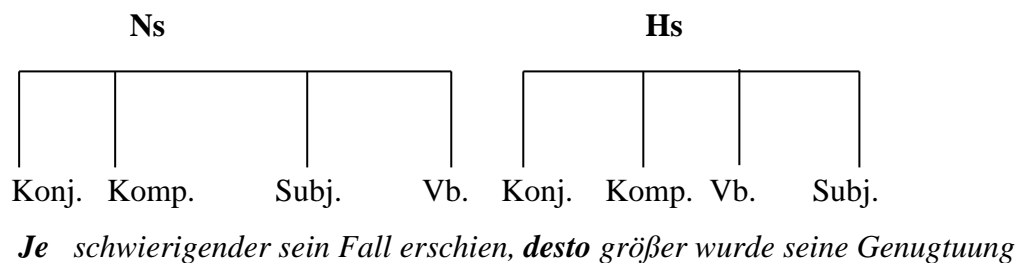 Ns Hs
Konj. Komp. Subj. Vb. Konj. Komp. Vb. Subj.
Je schwierigender sein Fall erschien, desto größer wurde seine Genugtuung